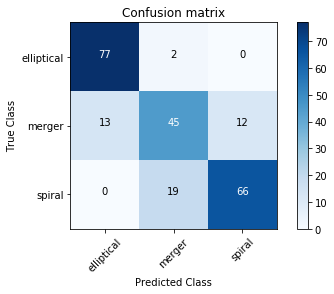 Confusion matrix
True Class
elliptical 77 2 0
merger 13 45 12
spiral 0 19 66
elliptical merger spiral
Predicted Class
70
60
50
40
30
20
10
0